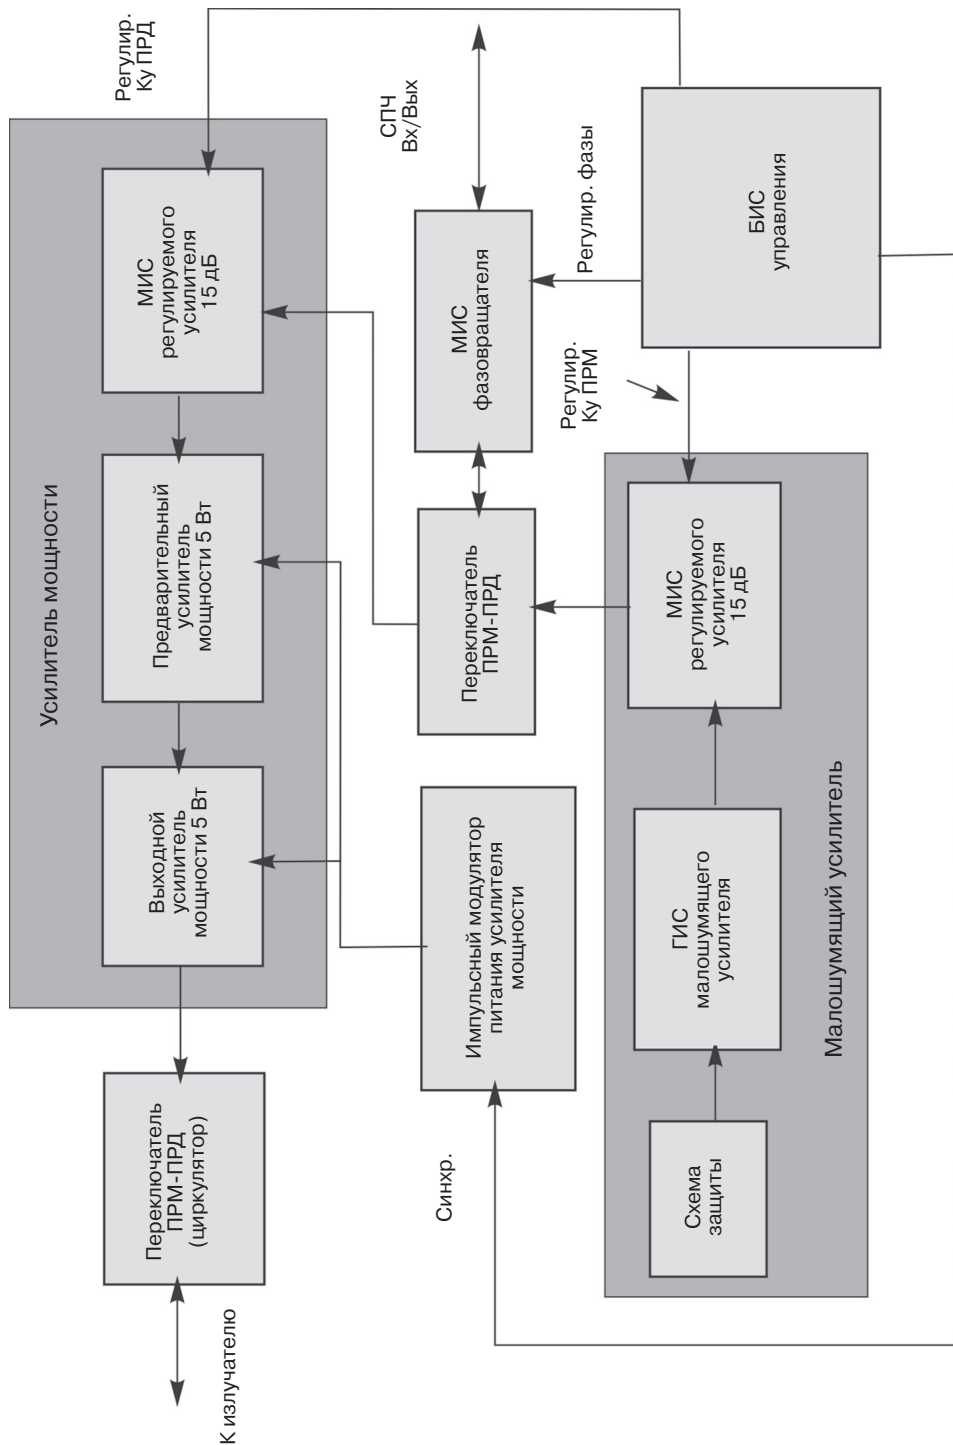 К излучателю
Переключатель
ПРМ-ПРД
(циркулятор)
Усилитель мощности
Выходной
усилитель
мощности 5 Вт
Предварительный
усилитель
мощности 5 Вт
МИС
регулируемого
усилителя
15 дБ
Регулир.
Ку ПРД
Синхр.
Импульсный модулятор
питания усилителя
мощности
Переключатель
ПРМ-ПРД
МИС
фазовращателя
СПЧ
Вх/Вых
Регулир. фазы
Регулир.
Ку ПРМ
Схема
защиты
ГИС
малошумящего
усилителя
МИС
регулируемого
усилителя
15 дБ
Малошумящий усилитель
БИС
управления